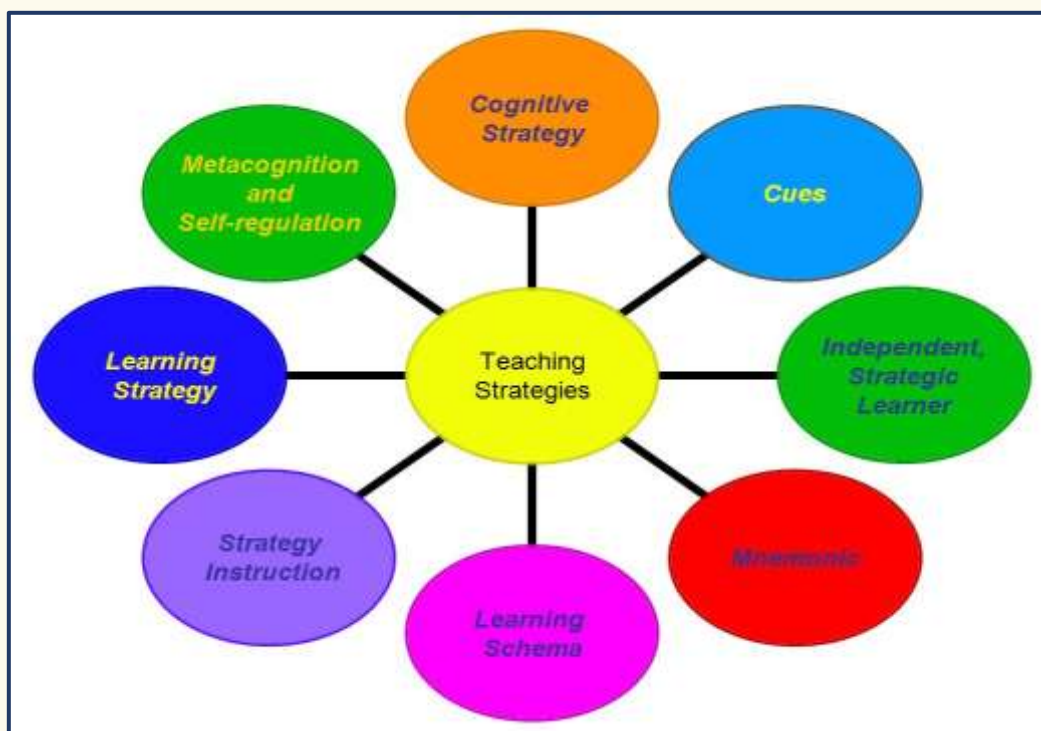 Cognitive
Strategy
Metacognition
and
Self-regulation
Cues
Learning
Strategy
Teaching
Strategies
Independent,
Strategic
Learner
Strategy
Instruction
Mnemonic
Learning
Schema